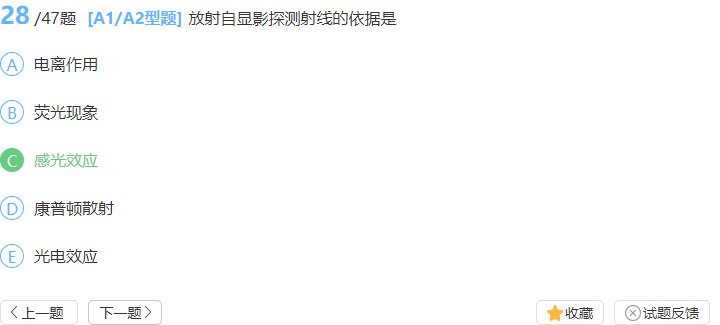 28 /47题 [A1/A2型题] 放射自显影探测射线的依据是
A 电离作用
B 荧光现象
C 感光效应
D 康普顿散射
E 光电效应
上一题 下一题 收藏 试题反馈